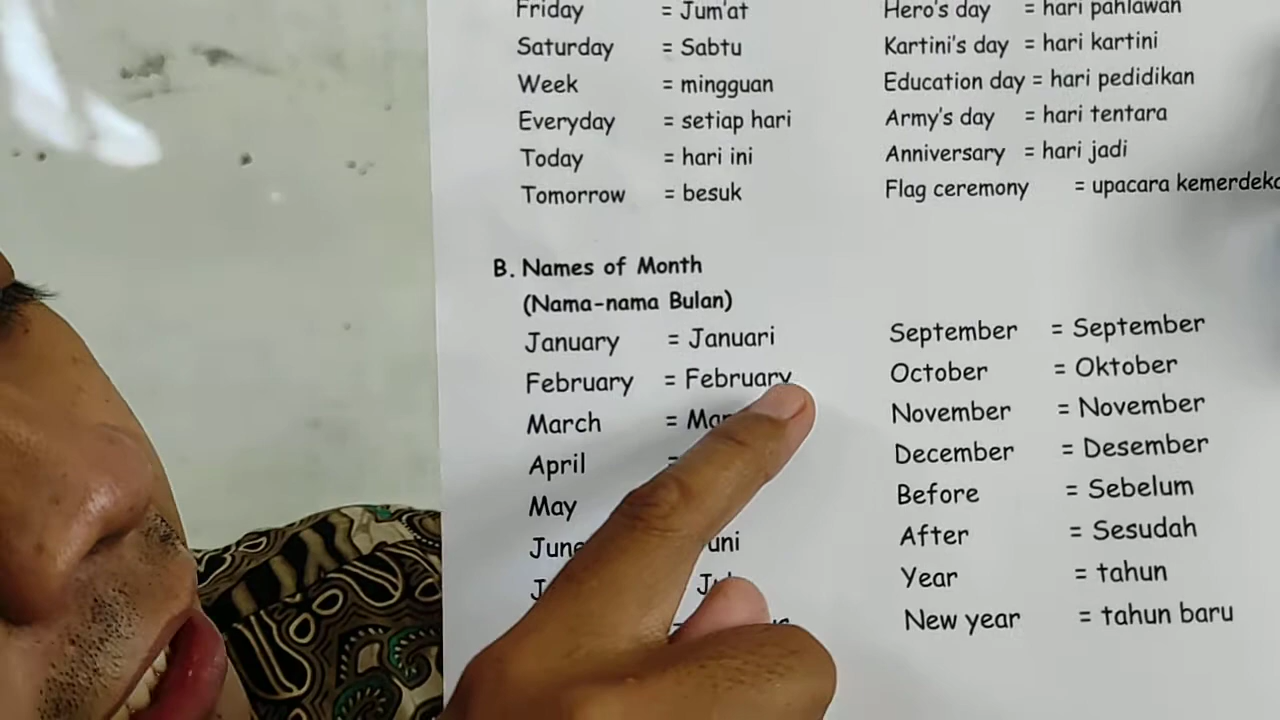 Friday = Jum'at
Saturday = Sabtu
Week = mingguan
Everyday = setiap hari
Today = hari ini
Tomorrow = besuk
Hero's day = hari pahlawan
Kartini's day = hari kartini
Education day = hari pedidikan
Army's day = hari tentara
Anniversary = hari jadi
Flag ceremony = upacara
B. Names of Month
(Nama-nama Bulan)
January = Januari
February = February
March =
April =
May
June
September = September
October = Oktober
November = November
December = Desember
Before = Sebelum
After = Sesudah
Year = tahun
New year = tahun baru